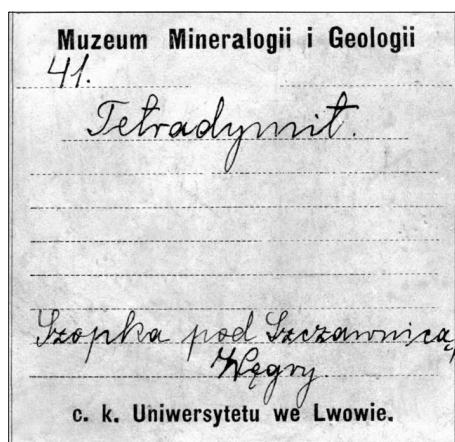 Muzeum Mineralogii i Geologii
41.
Tetradymit.
Szopka pod Szczawnicą,
Węgry.
c. k. Uniwersytetu we Lwowie.